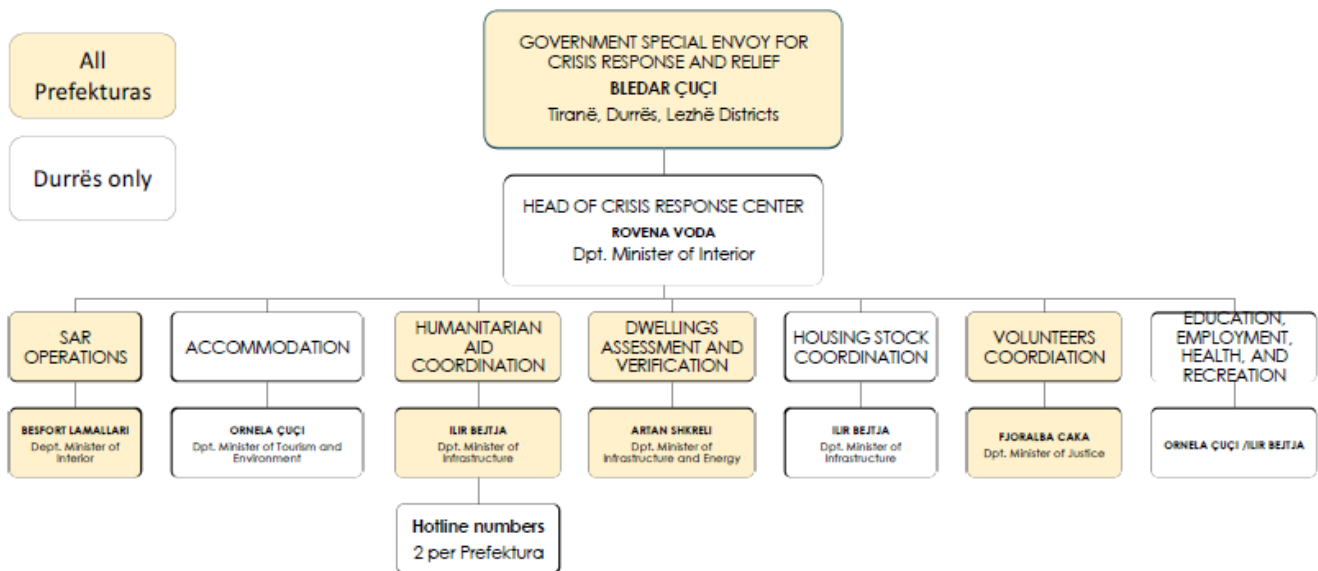 All
Prefekturas
Durrës only
GOVERNMENT SPECIAL ENVOY FOR
CRISIS RESPONSE AND RELIEF
BLEDAR ÇUÇI
Tiranë, Durrës, Lezhë Districts
HEAD OF CRISIS RESPONSE CENTER
ROVENA VODA
Dpt. Minister of Interior
SAR
OPERATIONS
ACCOMMODATION
HUMANITARIAN
AID
COORDINATION
DWELLINGS
ASSESSMENT AND
VERIFICATION
HOUSING STOCK
COORDINATION
VOLUNTEERS
COORDIATION
EDUCATION,
EMPLOYMENT,
HEALTH, AND
RECREATION
BESFORT LAMALLARI
Dept. Minister of
Interior
ORNELA ÇUÇI
Dpt. Minister of Tourism and
Environment
ILIR BEJTJA
Dpt. Minister of
Infrastructure
ARTAN SHKRELI
Dpt. Minister of
Infrastructure and Energy
ILIR BEJTJA
Dpt. Minister of
Infrastructure
FJORALBA CAKA
Dpt. Minister of Justice
ORNELA ÇUÇI /ILIR BEJTJA
Hotline numbers
2 per Prefektura